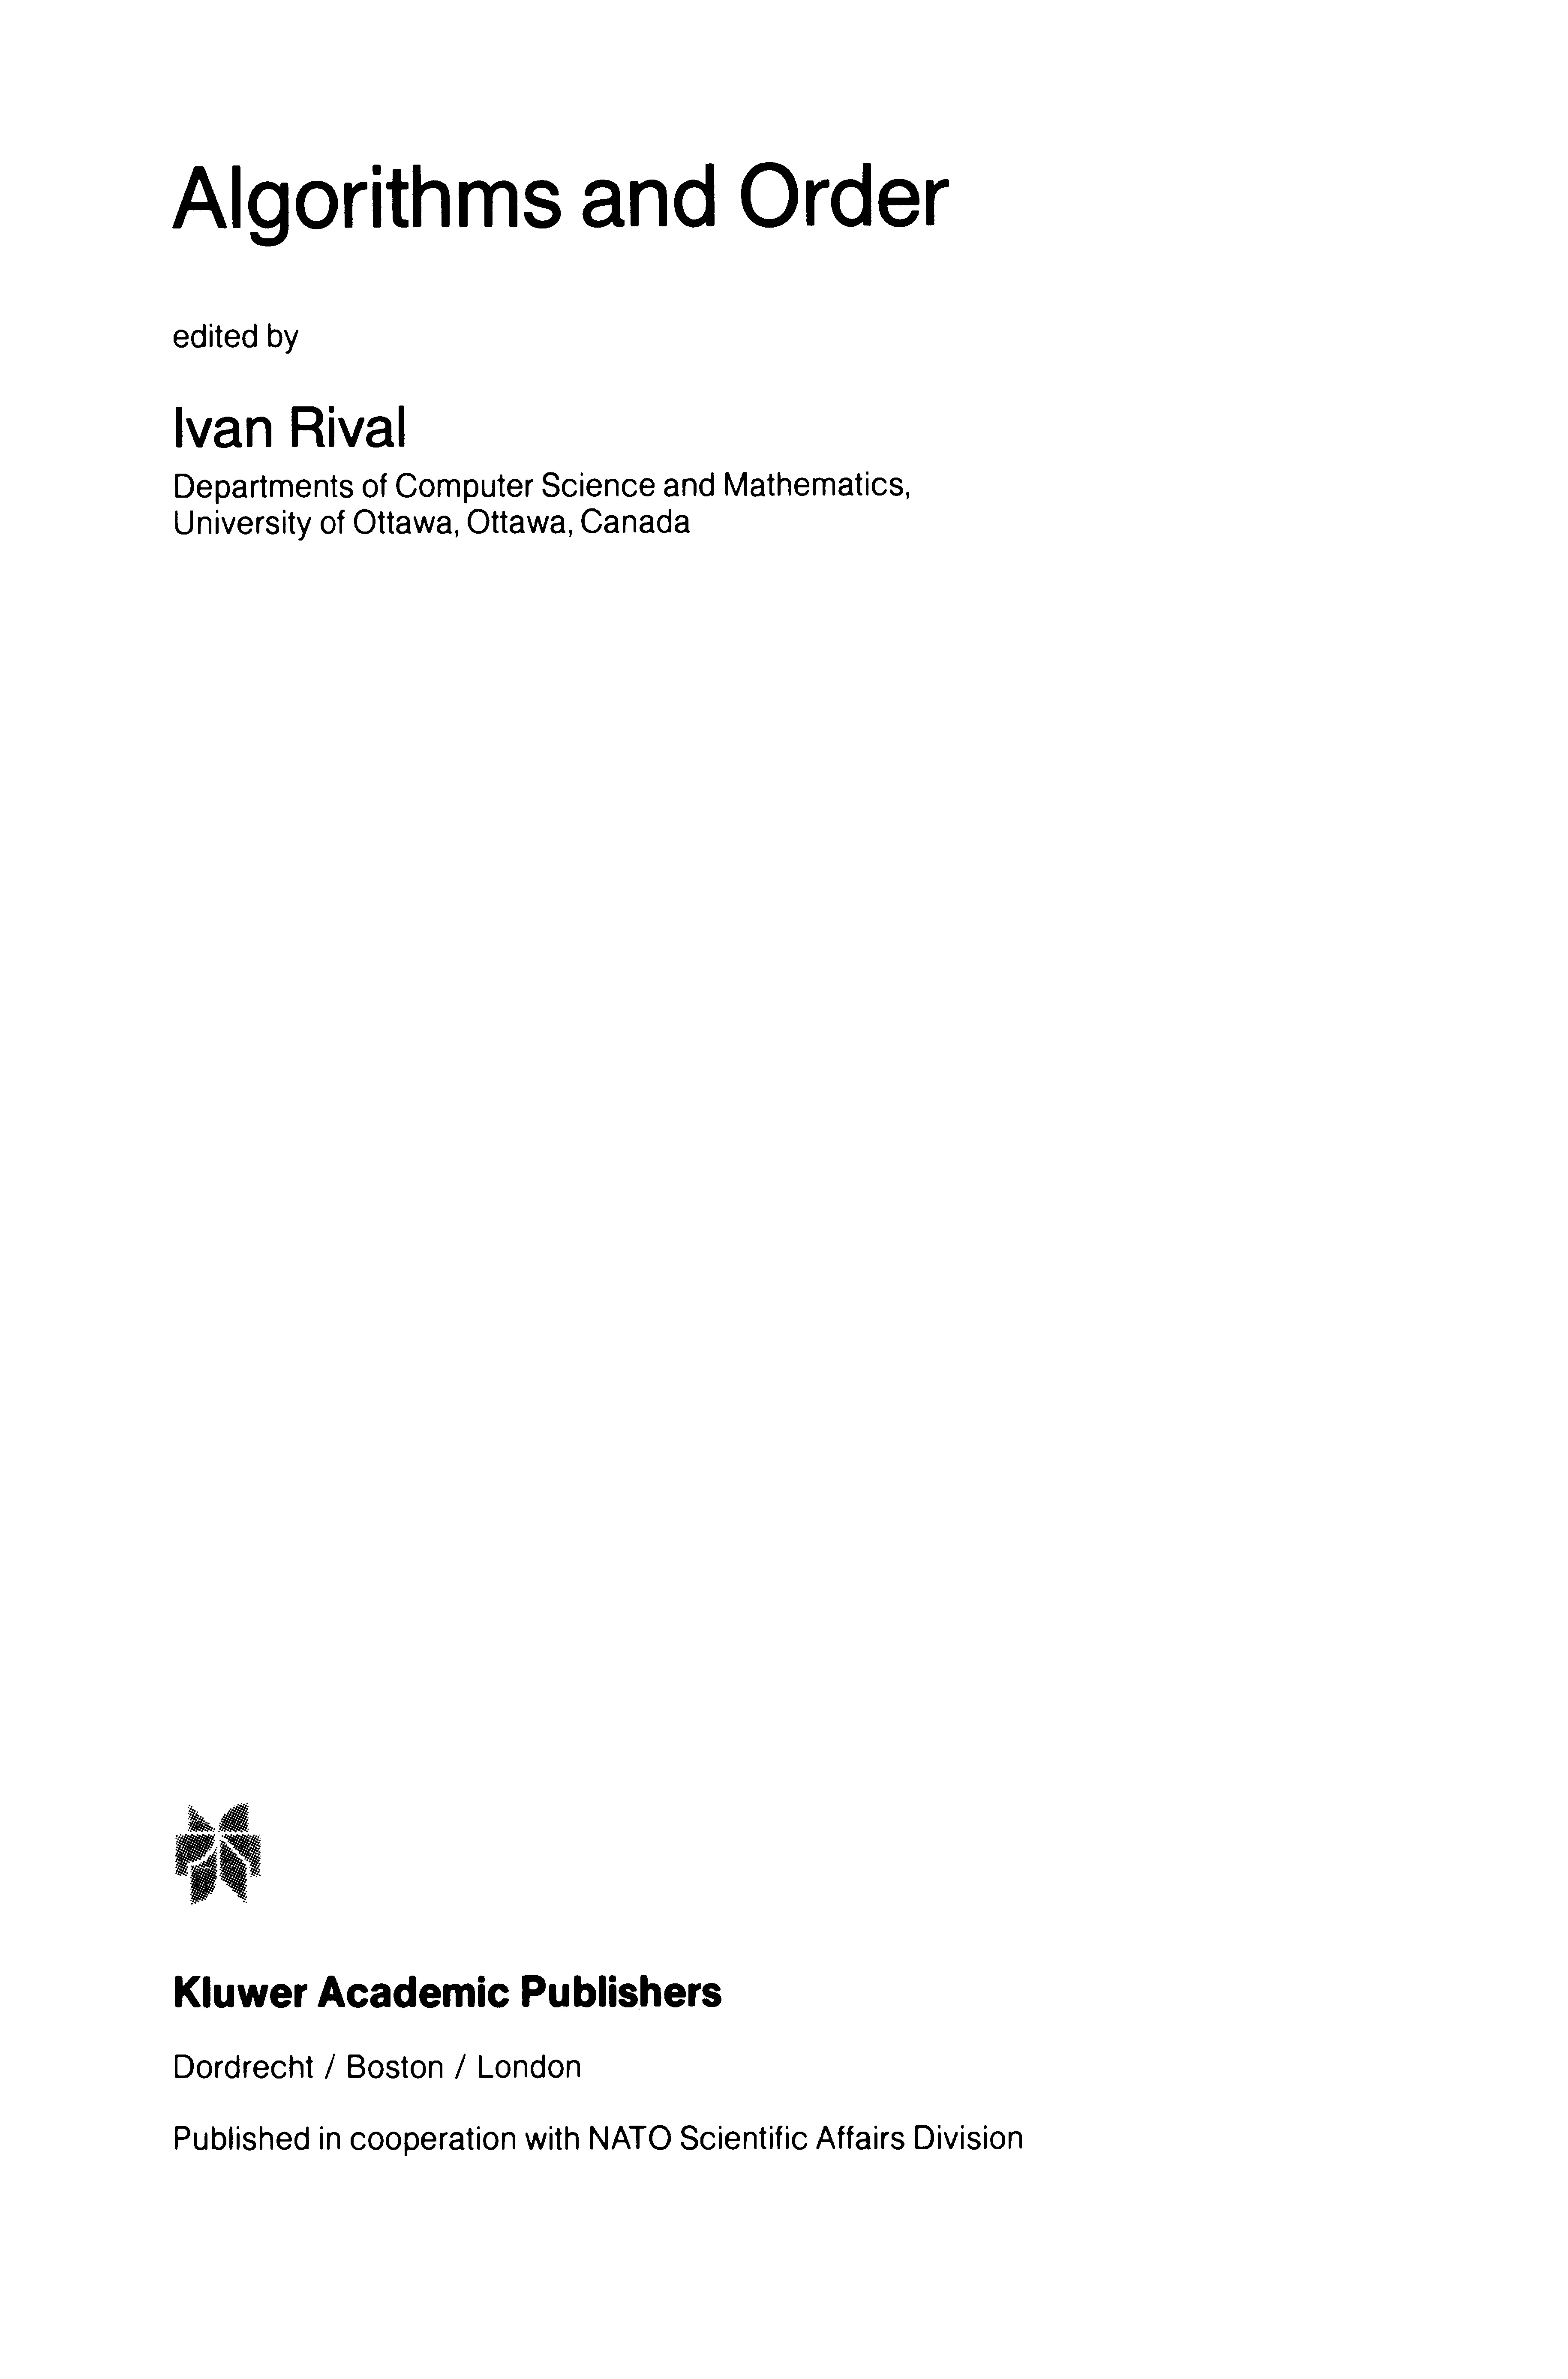 Algorithms and Order
edited by
Ivan Rival
Departments of Computer Science and Mathematics,
University of Ottawa, Ottawa, Canada
Kluwer Academic Publishers
Dordrecht / Boston / London
Published in cooperation with NATO Scientific Affairs Division